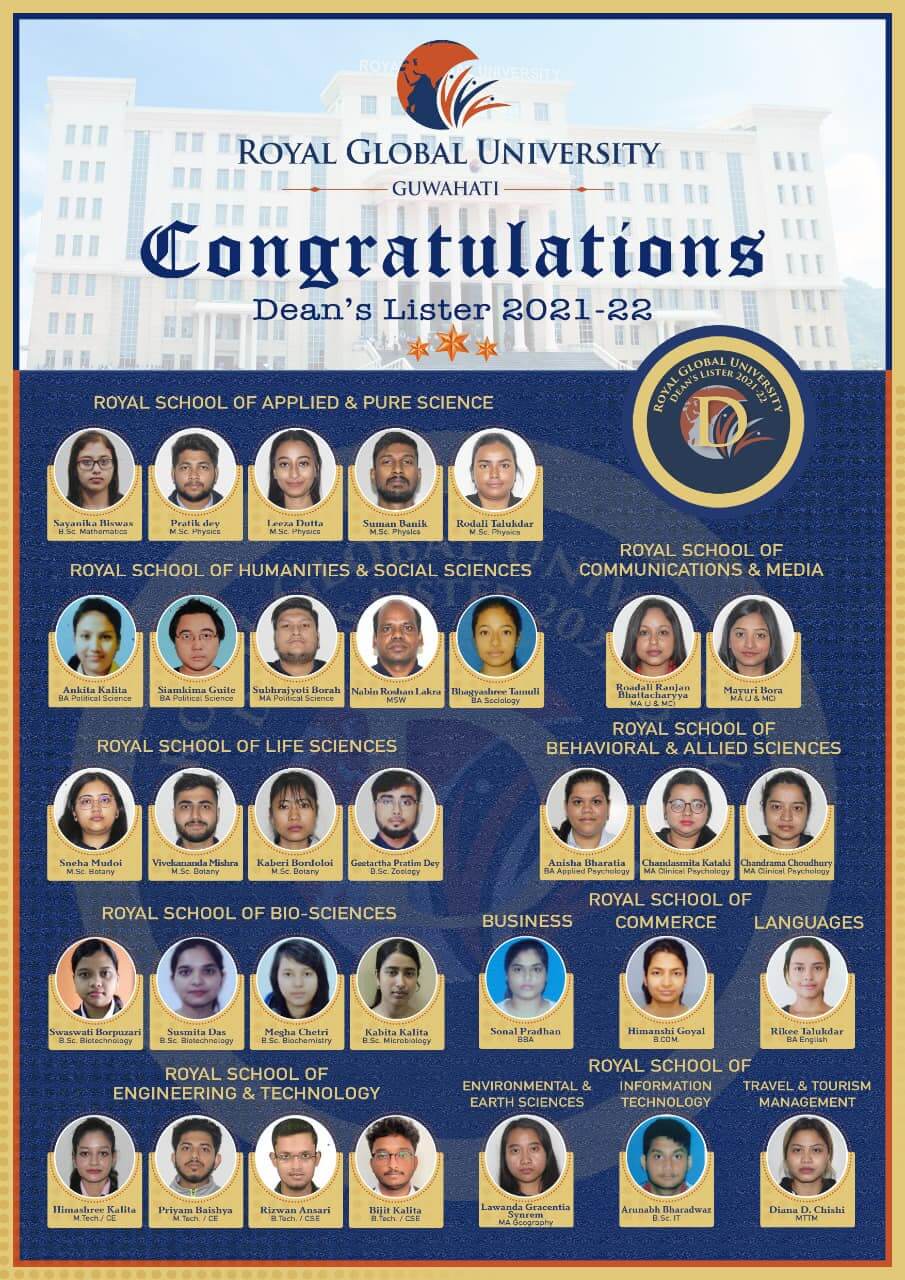 ROYAL GLOBAL UNIVERSITY
ROYAL GLOBAL UNIVERSITY
GUWAHATI
Congratulations
Dean's Lister 2021-22
ROYAL GLOBAL UNIVERSITY
DEAN'S LISTER 2021-22
D
ROYAL SCHOOL OF APPLIED & PURE SCIENCE
Sayanika Biswas
B.Sc. Mathematics
Pratik dey
M.Sc. Physics
Leeza Dutta
M.Sc. Physics
Suman Banik
M.Sc. Physics
Rodali Talukdar
M.Sc. Physics
ROYAL SCHOOL OF HUMANITIES & SOCIAL SCIENCES
Ankita Kalita
BA Political Science
Siamkima Guite
BA Political Science
Subhrajyoti Borah
MA Political Science
Nabin Roshan Lakra
MSW
Bhagyashree Tamuli
BA Sociology
ROYAL SCHOOL OF
COMMUNICATIONS & MEDIA
Roadali Ranjan
Bhattacharyya
MA (J & MC)
Mayuri Bora
MA (J & MC)
ROYAL SCHOOL OF LIFE SCIENCES
Sneha Mudoi
M.Sc. Botany
Vivekananda Mishra
M.Sc. Botany
Kaberi Bordoloi
M.Sc. Botany
Geetartha Pratim Dey
B.Sc. Zoology
ROYAL SCHOOL OF
BEHAVIORAL & ALLIED SCIENCES
Anisha Bharatia
BA Applied Psychology
Chandasmita Kataki
MA Clinical Psychology
Chandrama Choudhury
MA Clinical Psychology
ROYAL SCHOOL OF BIO-SCIENCES
Swaswati Borpuzari
B.Sc. Biotechnology
Susmita Das
B.Sc. Biotechnology
Megha Chetri
B.Sc. Biochemistry
Kabita Kalita
B.Sc. Microbiology
ROYAL SCHOOL OF
BUSINESS
COMMERCE
LANGUAGES
Sonal Pradhan
BBA
Himanshi Goyal
B.COM.
Rikee Talukdar
BA English
ROYAL SCHOOL OF
ENGINEERING & TECHNOLOGY
Himashree Kalita
M.Tech. / CE
Priyam Baishya
M.Tech. / CE
Rizwan Ansari
B.Tech. / CSE
Bijit Kalita
B.Tech. / CSE
ROYAL SCHOOL OF
ENVIRONMENTAL &
EARTH SCIENCES
INFORMATION
TECHNOLOGY
TRAVEL & TOURISM
MANAGEMENT
Lawanda Gracentia
Synrem
MA Geography
Arunabh Bharadwaz
B.Sc. IT
Diana D. Chishi
MTTM